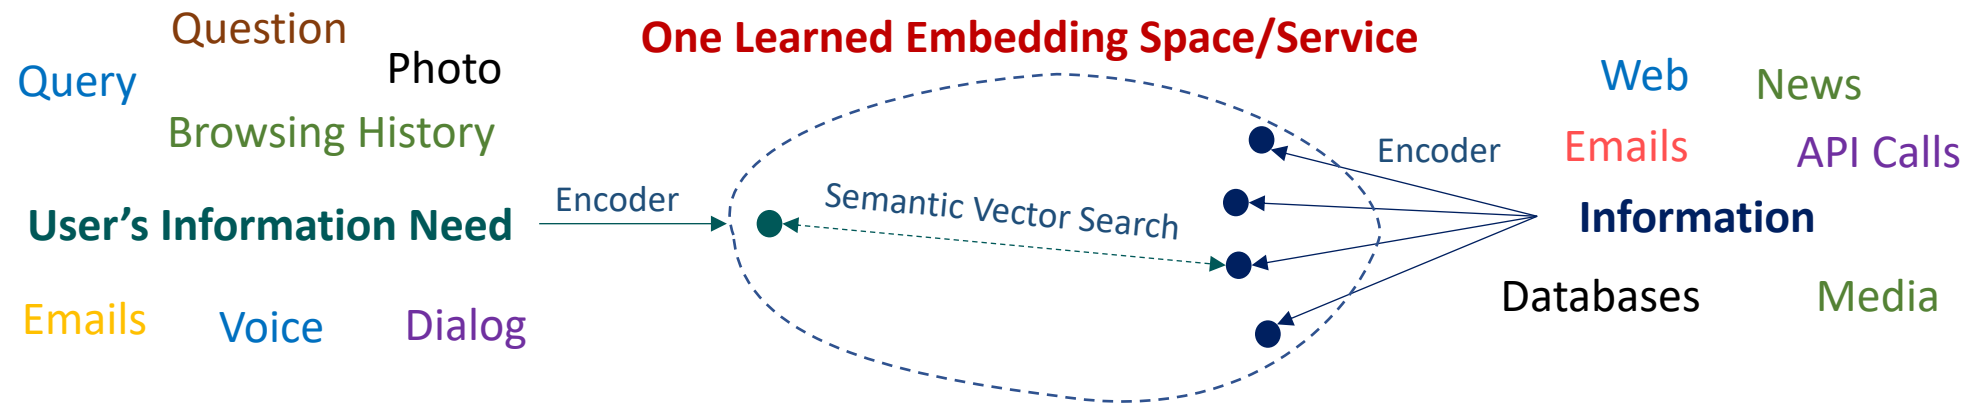 One Learned Embedding Space/Service
Question
Query
Photo
Browsing History
User's Information Need
Emails
Voice
Dialog
Encoder
Semantic Vector Search
Encoder
Web
News
Emails
API Calls
Information
Databases
Media